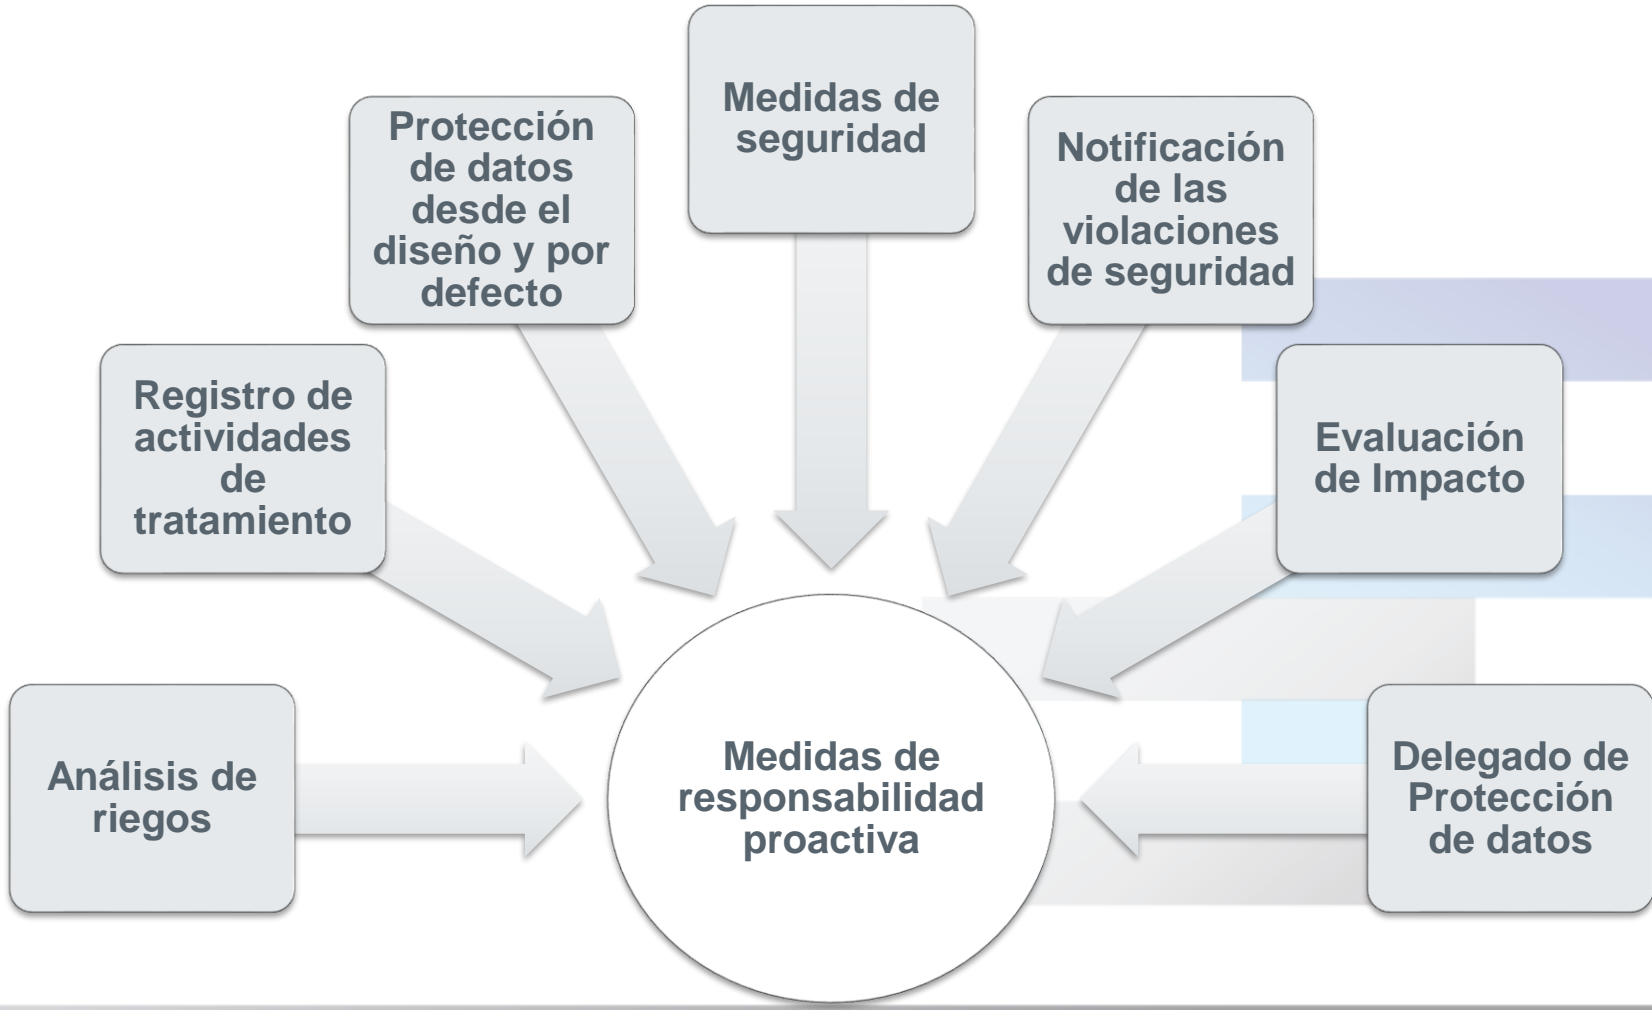 Medidas de
seguridad
Protección
de datos
desde el
diseño y por
defecto
Notificación
de las
violaciones
de seguridad
Registro de
actividades
de
tratamiento
Evaluación
de Impacto
Análisis de
riegos
Medidas de
responsabilidad
proactiva
Delegado de
Protección
de datos